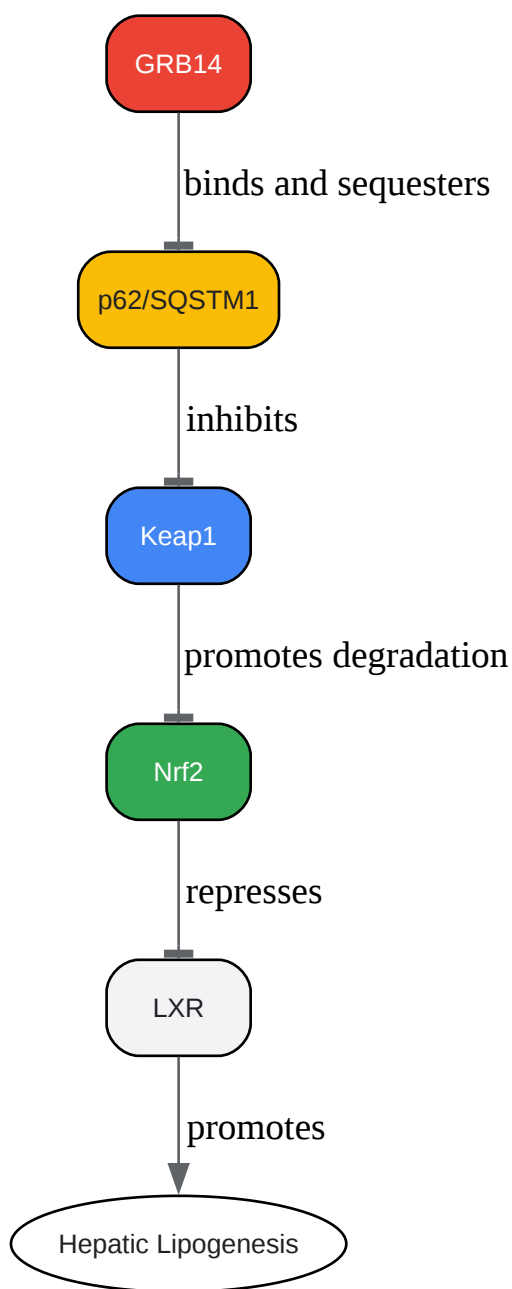 GRB14
binds and sequesters
p62/SQSTM1
inhibits
Keap1
promotes degradation
Nrf2
represses
LXR
promotes
Hepatic Lipogenesis